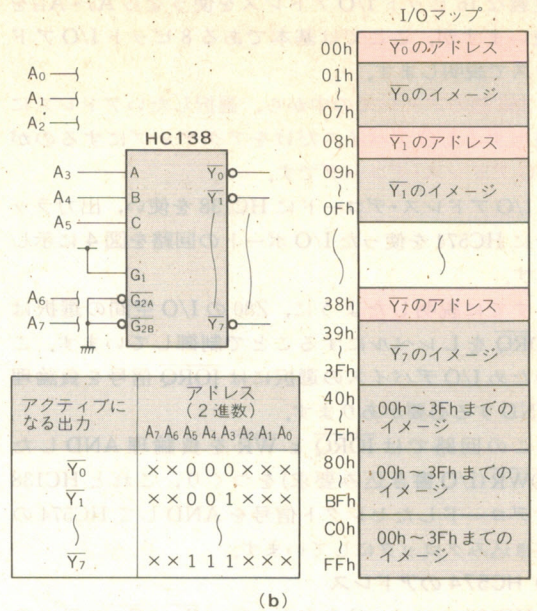 I/Oマップ
00h Y0のアドレス
01h
〜 Y0のイメージ
07h
08h Y1のアドレス
09h
〜 Y1のイメージ
0Fh
〜
38h Y7のアドレス
39h
〜 Y7のイメージ
3Fh
40h 00h〜3Fhまでの
7Fh イメージ
80h 00h〜3Fhまでの
BFh イメージ
C0h 00h〜3Fhまでの
FFh イメージ
A0
A1
A2
HC138
A3 A Y0
A4 B Y1
A5 C
G1
A6 G2A
A7 G2B Y7
アクティブに なる出力 アドレス (2進数)
A7 A6 A5 A4 A3 A2 A1 A0
Y0 ××000×××
Y1 ××001×××
〜 〜
Y7 ××111×××
(b)